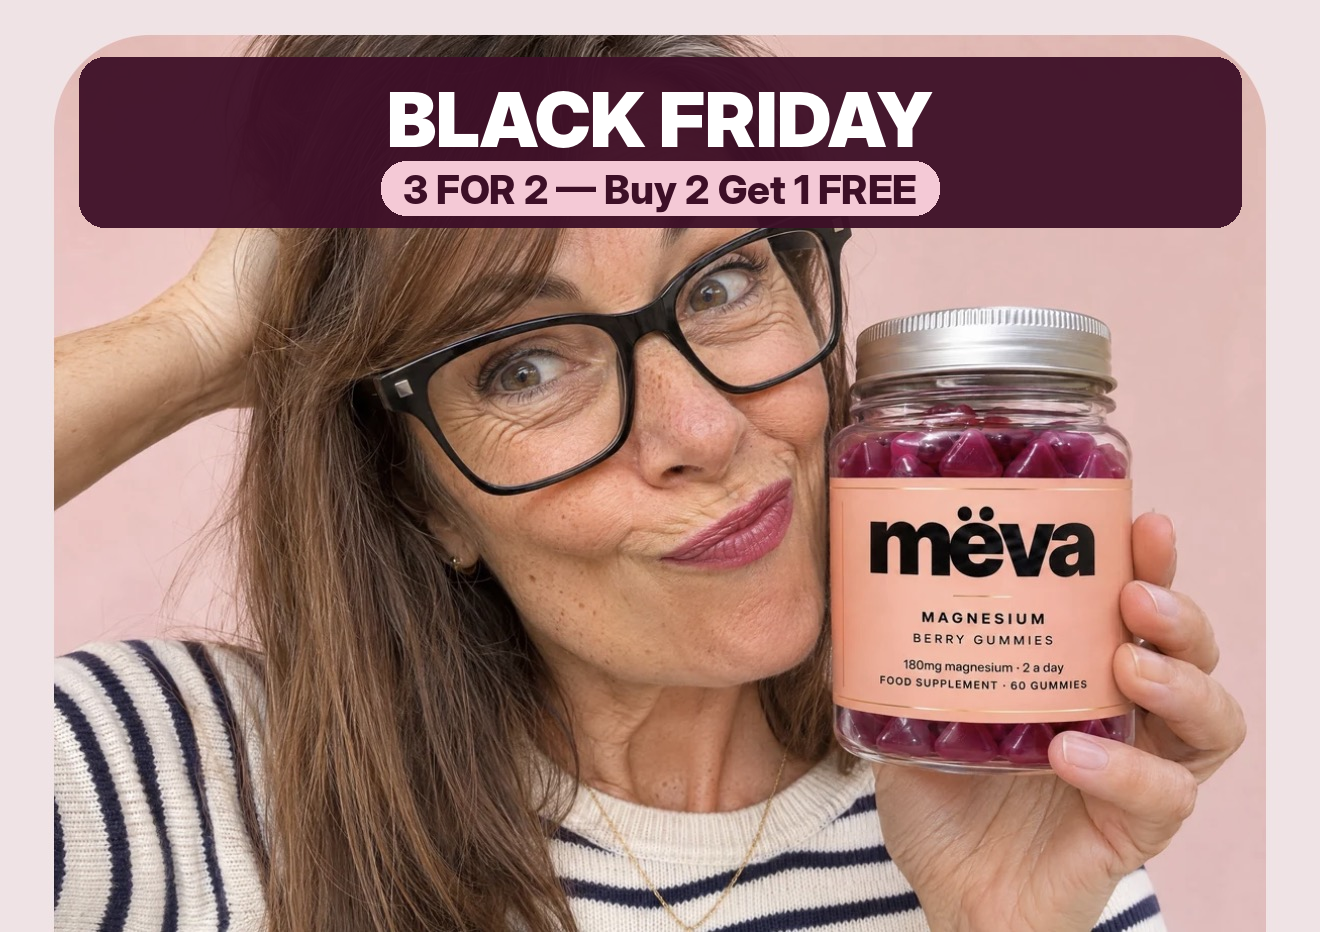 BLACK FRIDAY
3 FOR 2 — Buy 2 Get 1 FREE
mëva
MAGNESIUM
BERRY GUMMIES
180mg magnesium · 2 a day
FOOD SUPPLEMENT · 60 GUMMIES